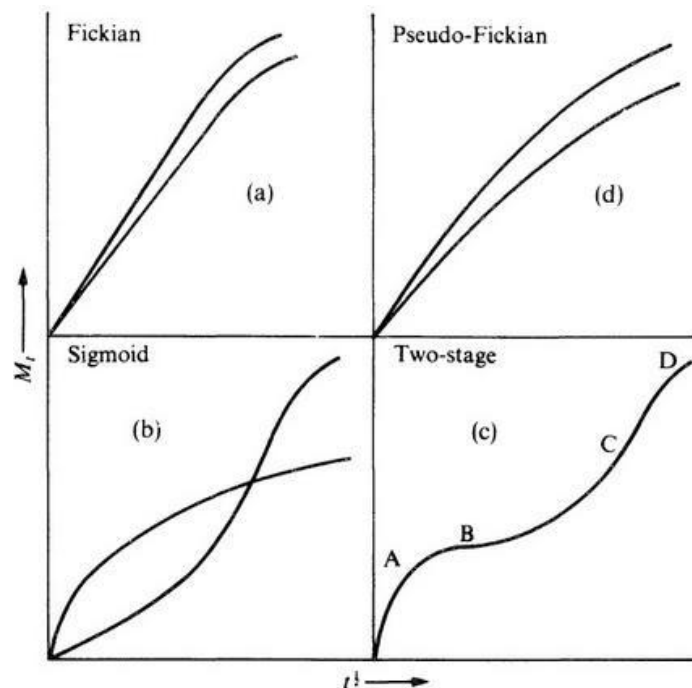 Fickian
Pseudo-Fickian
(a)
(d)
M_t
Sigmoid
Two-stage
(b)
(c)
A
B
C
D
t^½